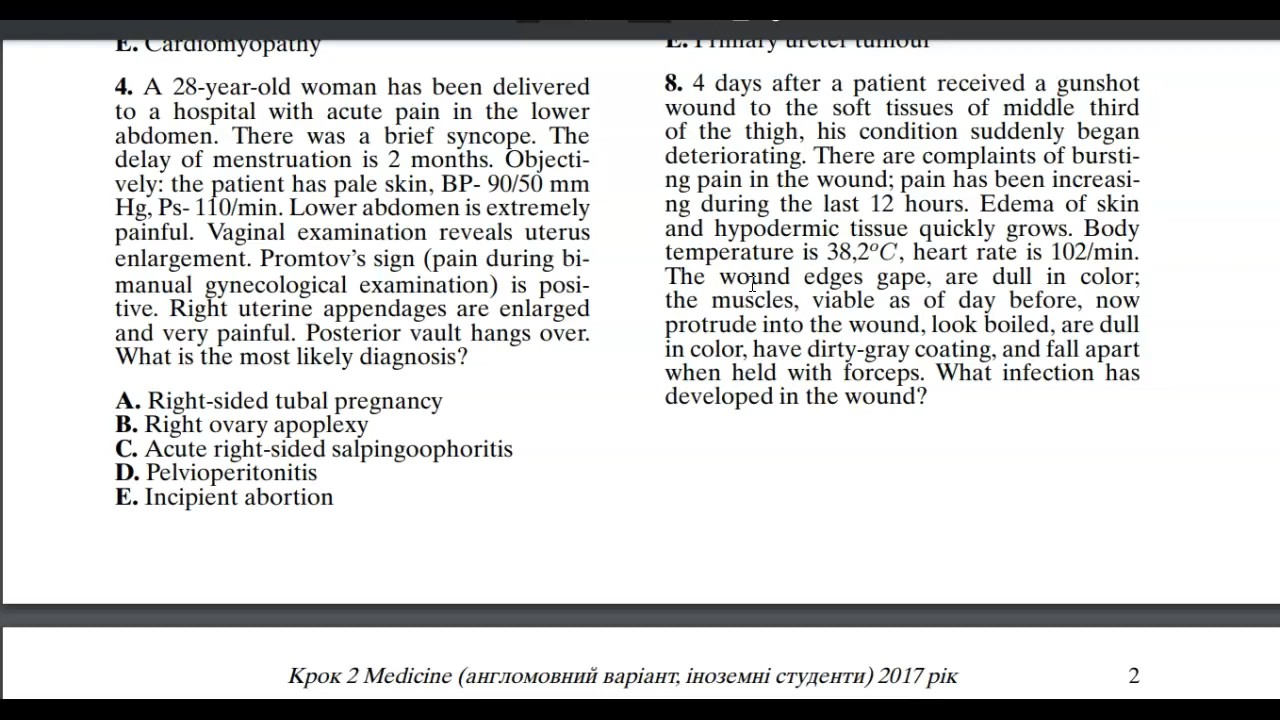 E. Cardiomyopathy
4. A 28-year-old woman has been delivered
to a hospital with acute pain in the lower
abdomen. There was a brief syncope. The
delay of menstruation is 2 months. Objecti-
vely: the patient has pale skin, BP- 90/50 mm
Hg, Ps- 110/min. Lower abdomen is extremely
painful. Vaginal examination reveals uterus
enlargement. Promtov's sign (pain during bi-
manual gynecological examination) is posi-
tive. Right uterine appendages are enlarged
and very painful. Posterior vault hangs over.
What is the most likely diagnosis?
A. Right-sided tubal pregnancy
B. Right ovary apoplexy
C. Acute right-sided salpingoophoritis
D. Pelvioperitonitis
E. Incipient abortion
E. Primary ureter tumour
8. 4 days after a patient received a gunshot
wound to the soft tissues of middle third
of the thigh, his condition suddenly began
deteriorating. There are complaints of bursti-
ng pain in the wound; pain has been increasi-
ng during the last 12 hours. Edema of skin
and hypodermic tissue quickly grows. Body
temperature is 38,2°C, heart rate is 102/min.
The wound edges gape, are dull in color;
the muscles, viable as of day before, now
protrude into the wound, look boiled, are dull
in color, have dirty-gray coating, and fall apart
when held with forceps. What infection has
developed in the wound?
Крок 2 Medicine (англомовний варіант, іноземні студенти) 2017 рік 2